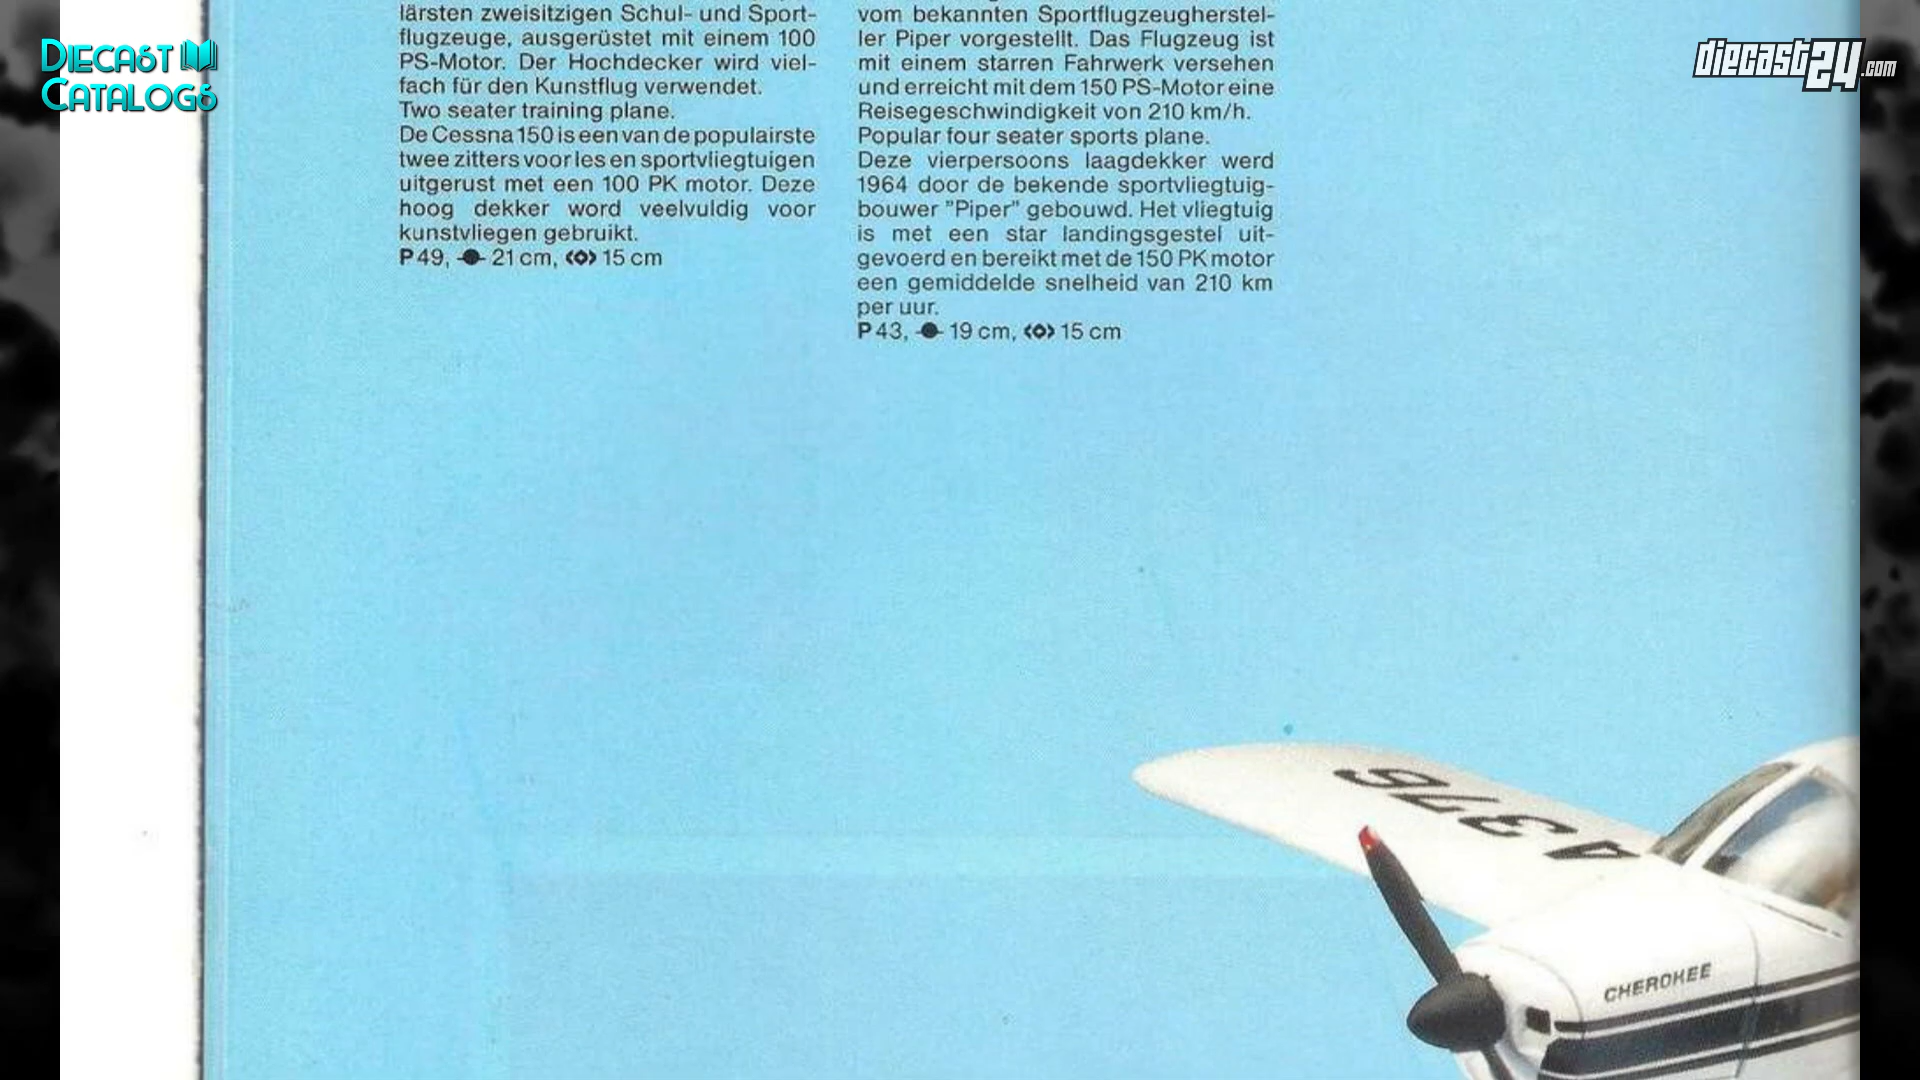 DIECAST
CATALOGS
diecast24.com
lärsten zweisitzigen Schul- und Sport-
flugzeuge, ausgerüstet mit einem 100
PS-Motor. Der Hochdecker wird viel-
fach für den Kunstflug verwendet.
Two seater training plane.
De Cessna 150 is een van de populairste
twee zitters voor les en sportvliegtuigen
uitgerust met een 100 PK motor. Deze
hoog dekker word veelvuldig voor
kunstvliegen gebruikt.
P 49, 21 cm, 15 cm
vom bekannten Sportflugzeugherstel-
ler Piper vorgestellt. Das Flugzeug ist
mit einem starren Fahrwerk versehen
und erreicht mit dem 150 PS-Motor eine
Reisegeschwindigkeit von 210 km/h.
Popular four seater sports plane.
Deze vierpersoons laagdekker werd
1964 door de bekende sportvliegtuig-
bouwer "Piper" gebouwd. Het vliegtuig
is met een star landingsgestel uit-
gevoerd en bereikt met de 150 PK motor
een gemiddelde snelheid van 210 km
per uur.
P 43, 19 cm, 15 cm
4376
CHEROKEE